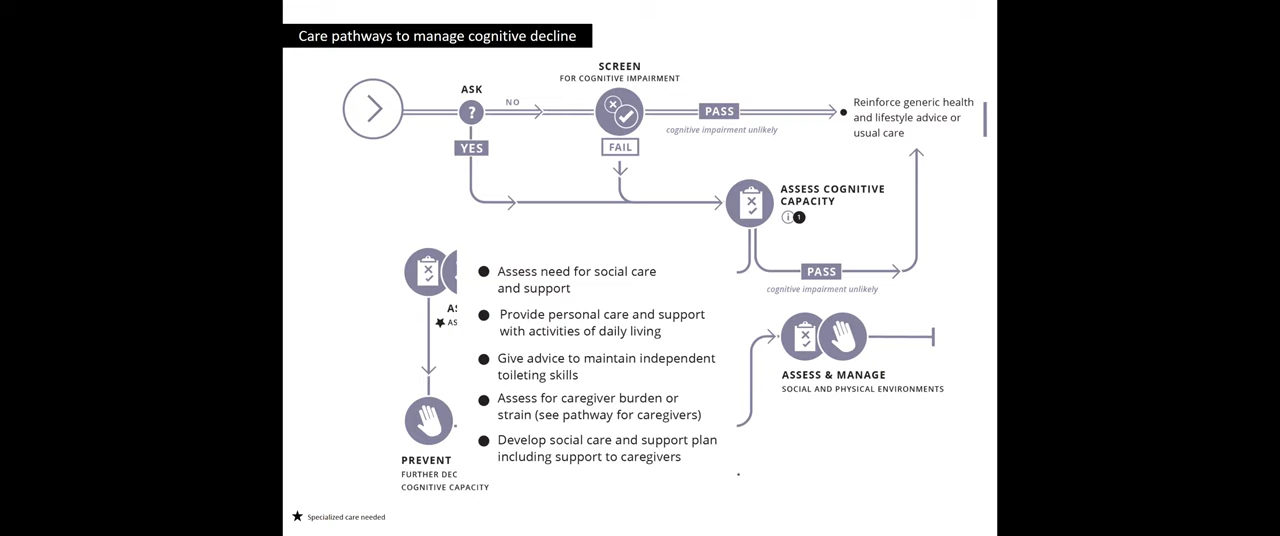 Care pathways to manage cognitive decline
SCREEN
FOR COGNITIVE IMPAIRMENT
ASK
?
NO
PASS
cognitive impairment unlikely
Reinforce generic health
and lifestyle advice or
usual care
YES
FAIL
ASSESS COGNITIVE
CAPACITY
i 1
PASS
cognitive impairment unlikely
Assess need for social care
and support
Provide personal care and support
with activities of daily living
Give advice to maintain independent
toileting skills
Assess for caregiver burden or
strain (see pathway for caregivers)
Develop social care and support plan
including support to caregivers
AS
ASSESS & MANAGE
SOCIAL AND PHYSICAL ENVIRONMENTS
PREVENT
FURTHER DEC
COGNITIVE CAPACITY
Specialized care needed